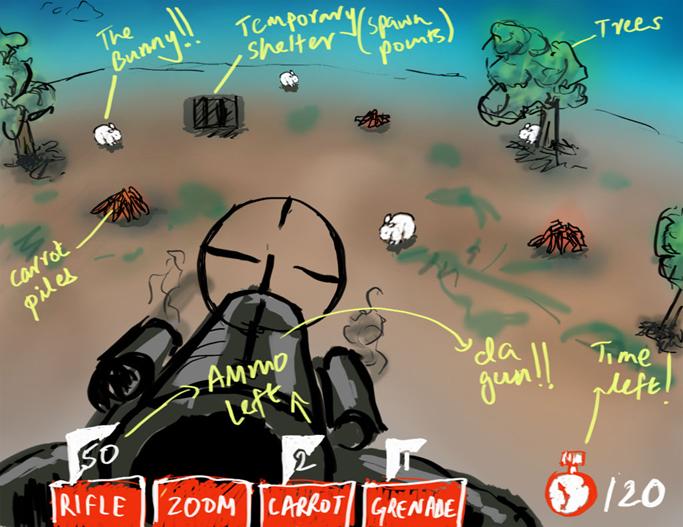 The
Bunny!!
Temporary
shelter (spawn
points)
Trees
carrot
piles
da
gun!!
Time
left!
AMMO
left
50
2
1
RIFLE
ZOOM
CARROT
GRENADE
120